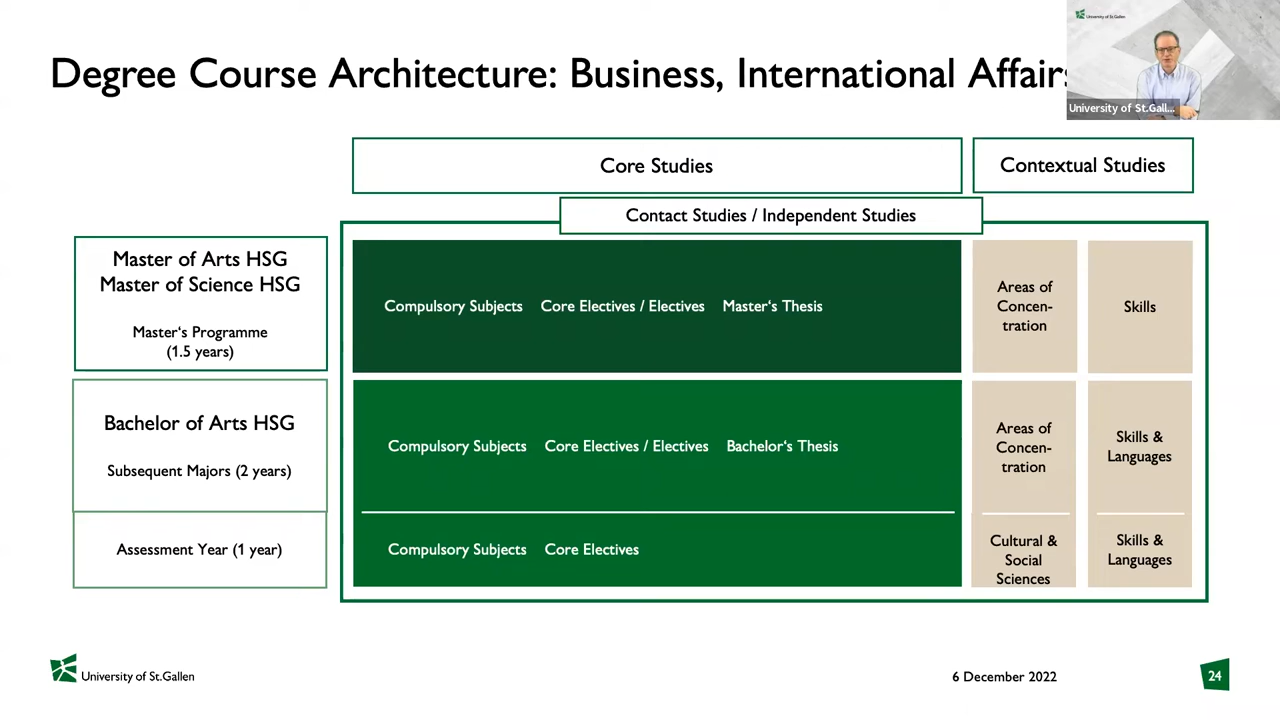 Degree Course Architecture: Business, International Affairs
University of St.Gallen
University of St.Gall...
Core Studies
Contextual Studies
Contact Studies / Independent Studies
Master of Arts HSG
Master of Science HSG
Master‘s Programme
(1.5 years)
Compulsory Subjects Core Electives / Electives Master‘s Thesis
Areas of
Concen-
tration
Skills
Bachelor of Arts HSG
Subsequent Majors (2 years)
Compulsory Subjects Core Electives / Electives Bachelor‘s Thesis
Areas of
Concen-
tration
Skills &
Languages
Assessment Year (1 year)
Compulsory Subjects Core Electives
Cultural &
Social
Sciences
Skills &
Languages
University of St.Gallen
6 December 2022
24